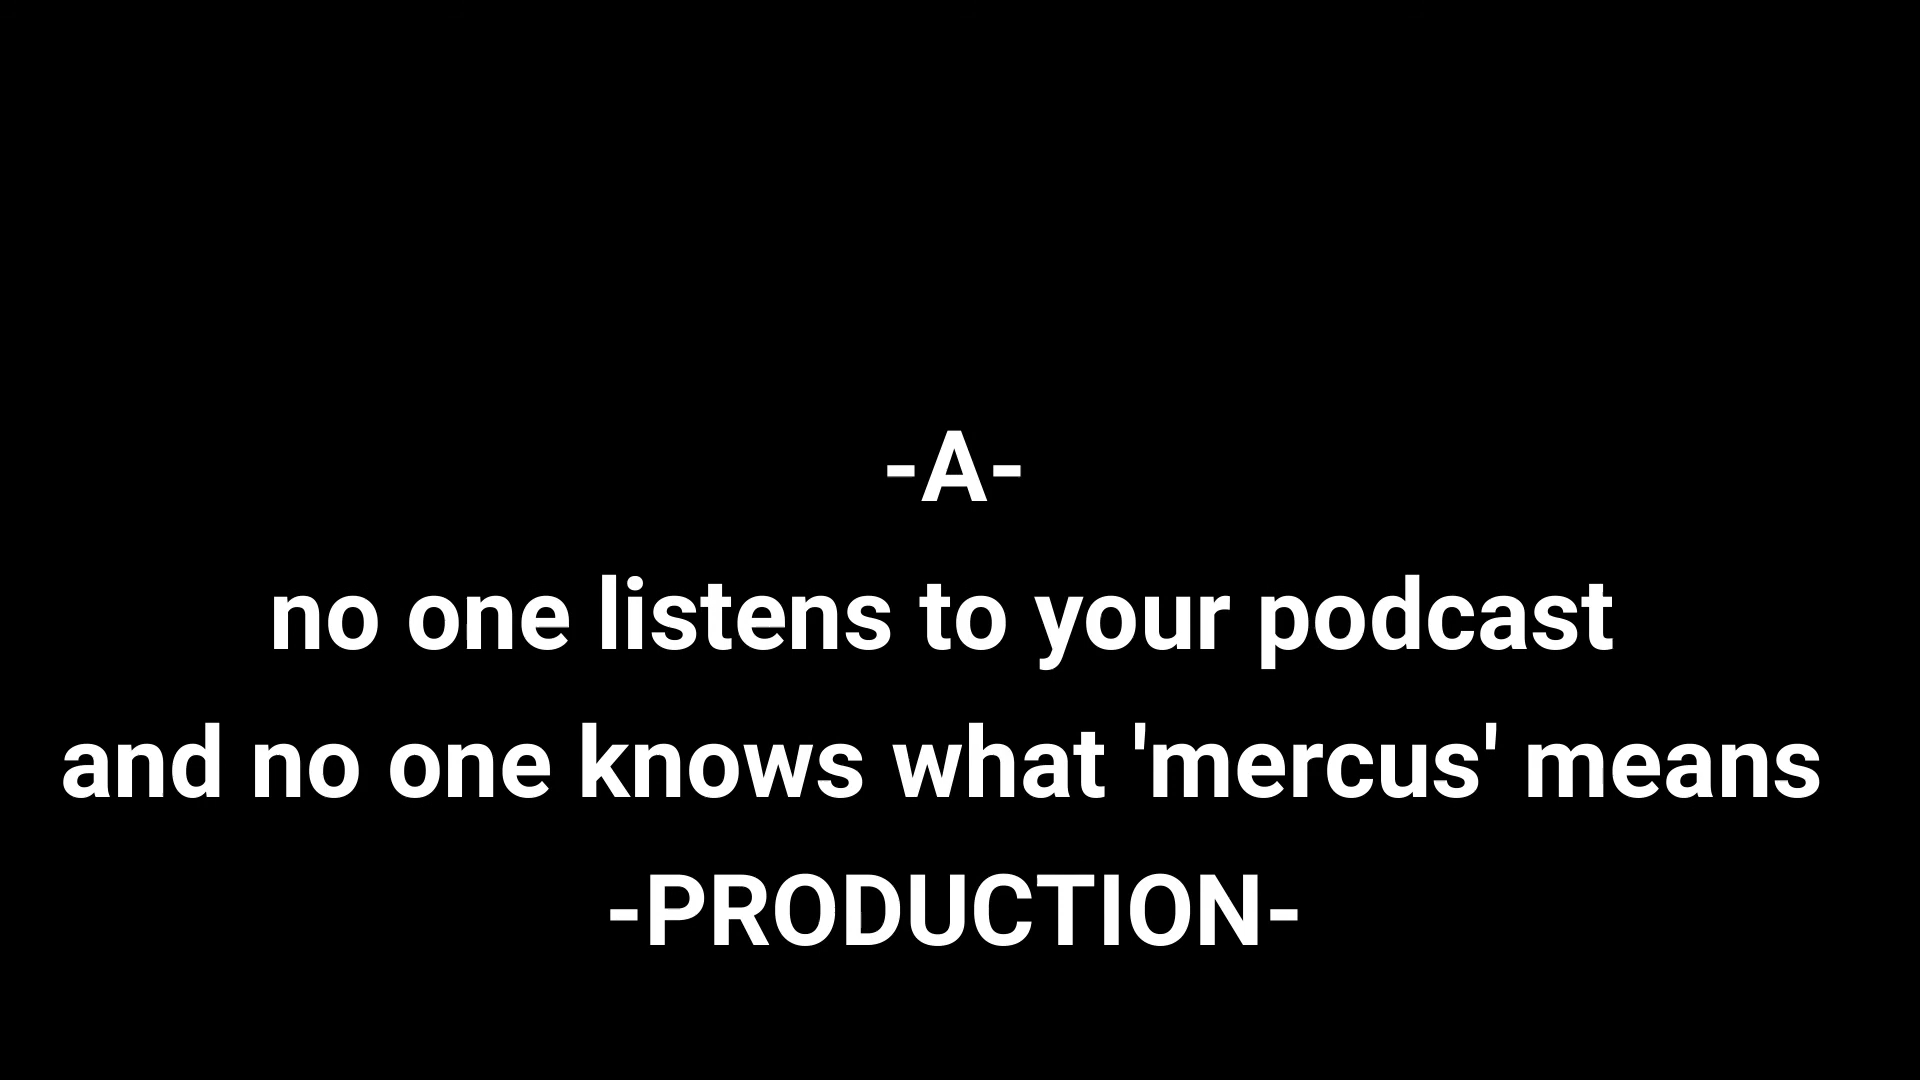 -A-
no one listens to your podcast
and no one knows what 'mercus' means
-PRODUCTION-